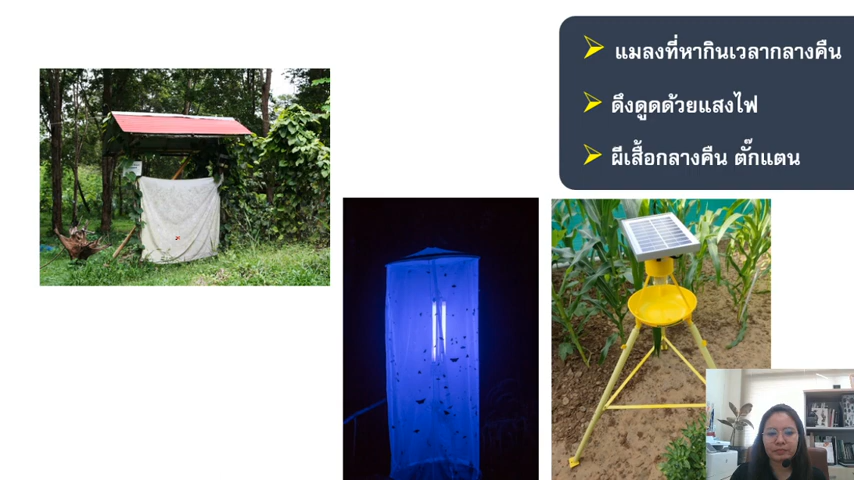 แมลงที่หากินเวลากลางคืน
ดึงดูดด้วยแสงไฟ
ผีเสื้อกลางคืน ตั๊กแตน